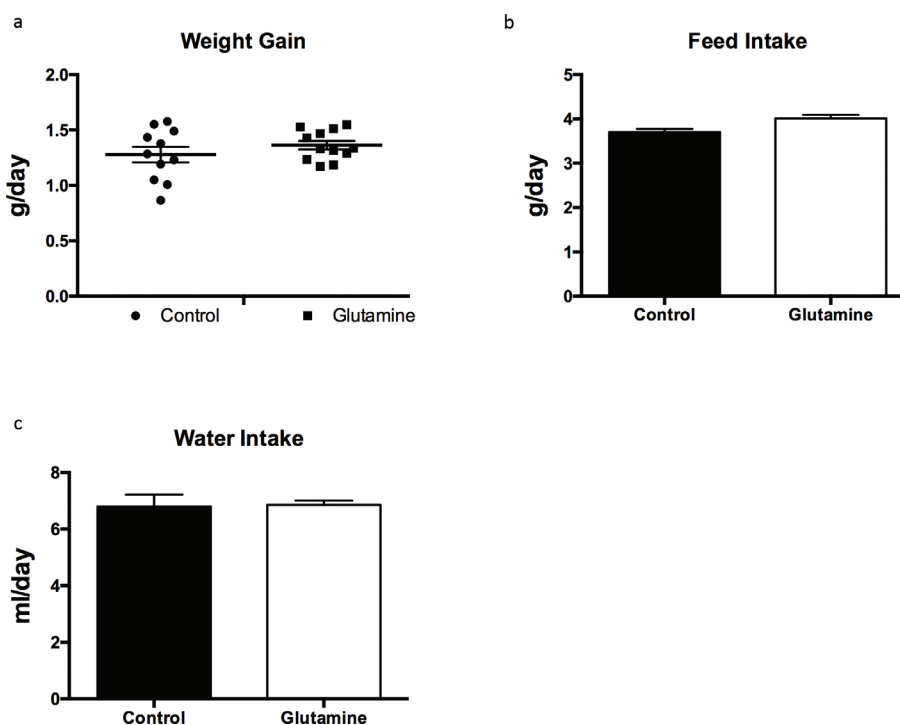 a
Weight Gain
g/day
2.0
1.5
1.0
0.5
0.0
Control
Glutamine
b
Feed Intake
g/day
5
4
3
2
1
0
Control
Glutamine
c
Water Intake
ml/day
8
6
4
2
0
Control
Glutamine